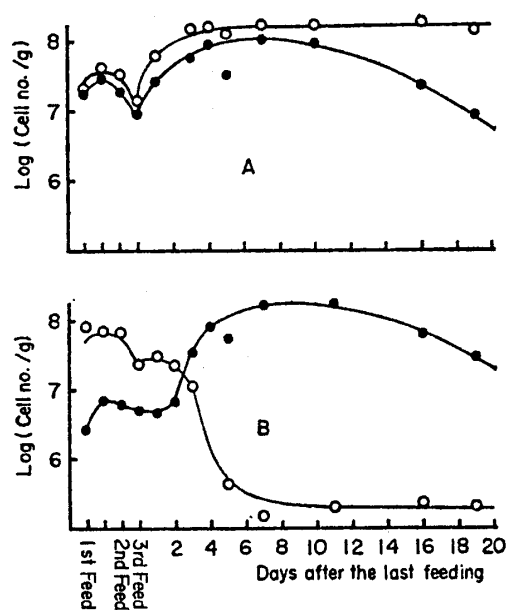 Log (Cell no./g)
8
7
6
A
Log (Cell no./g)
8
7
6
B
1st Feed
2nd Feed
3rd Feed
2 4 6 8 10 12 14 16 18 20
Days after the last feeding